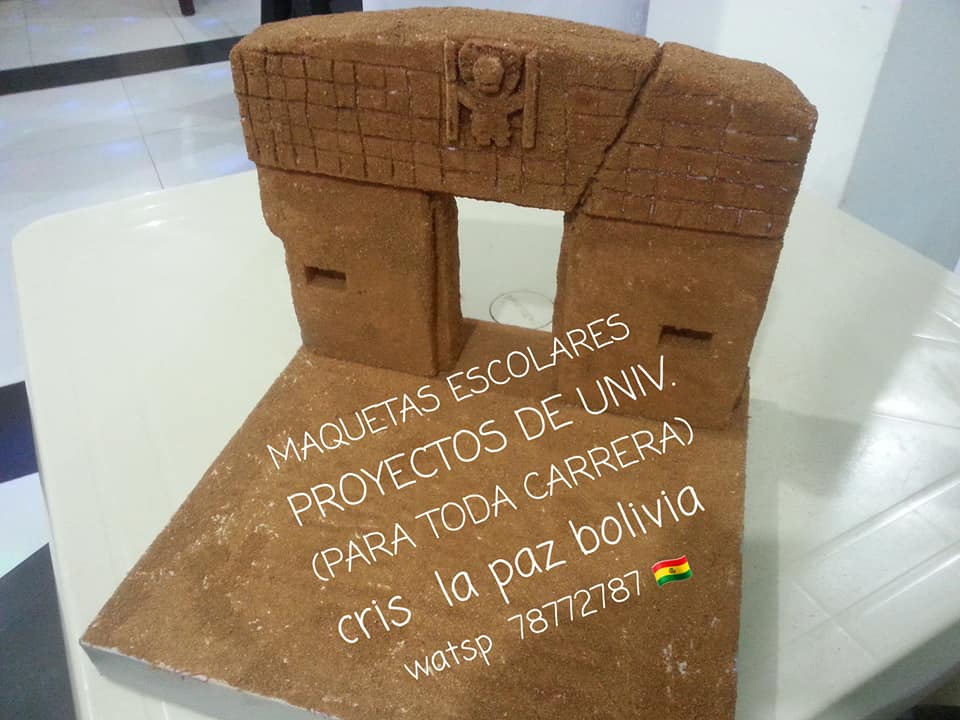 MAQUETAS ESCOLARES
PROYECTOS DE UNIV.
(PARA TODA CARRERA)
cris la paz bolivia
watsp 78772787 🇧🇴